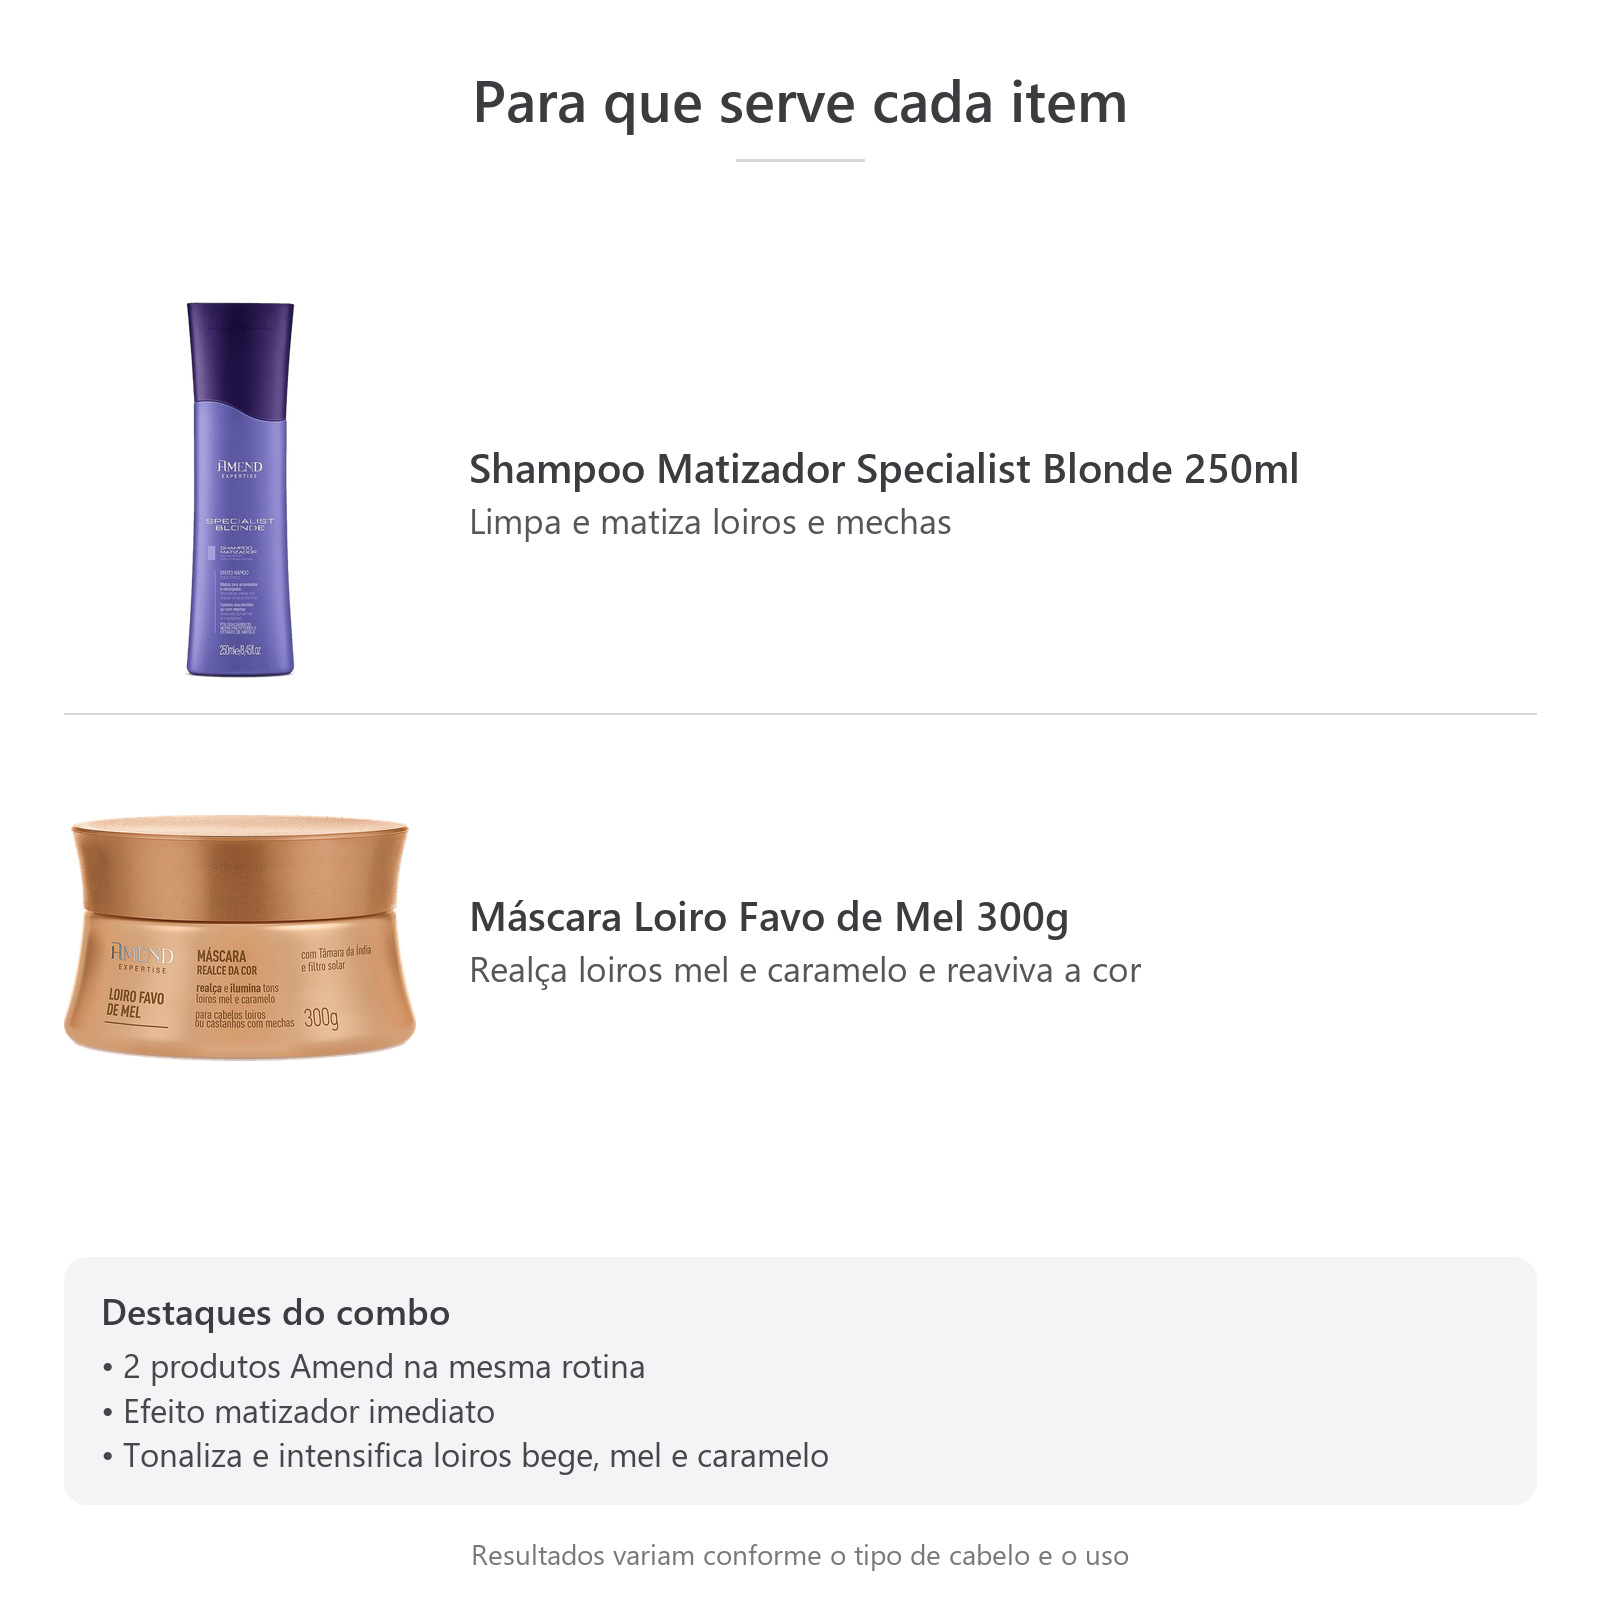 Para que serve cada item
AMEND
EXPERTISE
SPECIALIST
BLONDE
SHAMPOO
MATIZADOR
EFEITO RÁPIDO
250ml℮/8,45fl.oz
Shampoo Matizador Specialist Blonde 250ml
Limpa e matiza loiros e mechas
AMEND
EXPERTISE
LOIRO FAVO
DE MEL
MÁSCARA
REALCE DA COR
realça e ilumina tons
loiros mel e caramelo
para cabelos loiros
ou castanhos com mechas
com Tâmara da Índia
e filtro solar
300g
Máscara Loiro Favo de Mel 300g
Realça loiros mel e caramelo e reaviva a cor
Destaques do combo
• 2 produtos Amend na mesma rotina
• Efeito matizador imediato
• Tonaliza e intensifica loiros bege, mel e caramelo
Resultados variam conforme o tipo de cabelo e o uso